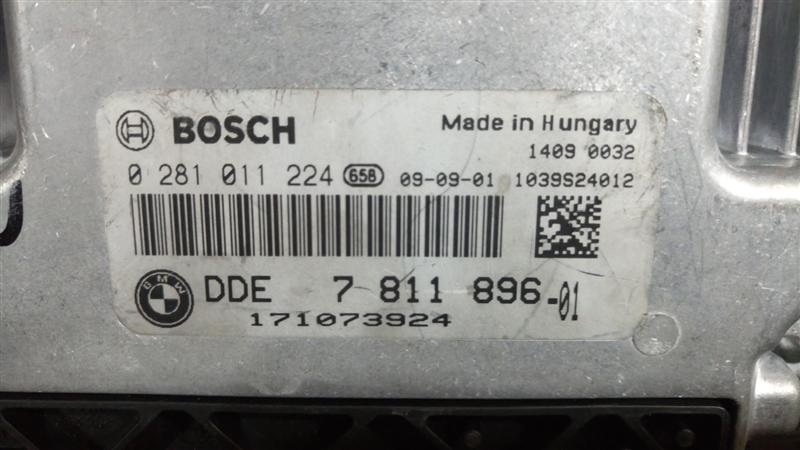 BOSCH Made in Hungary
1409 0032
0 281 011 224 658 09-09-01 1039S24012
BMW DDE 7 811 896-01
171073924